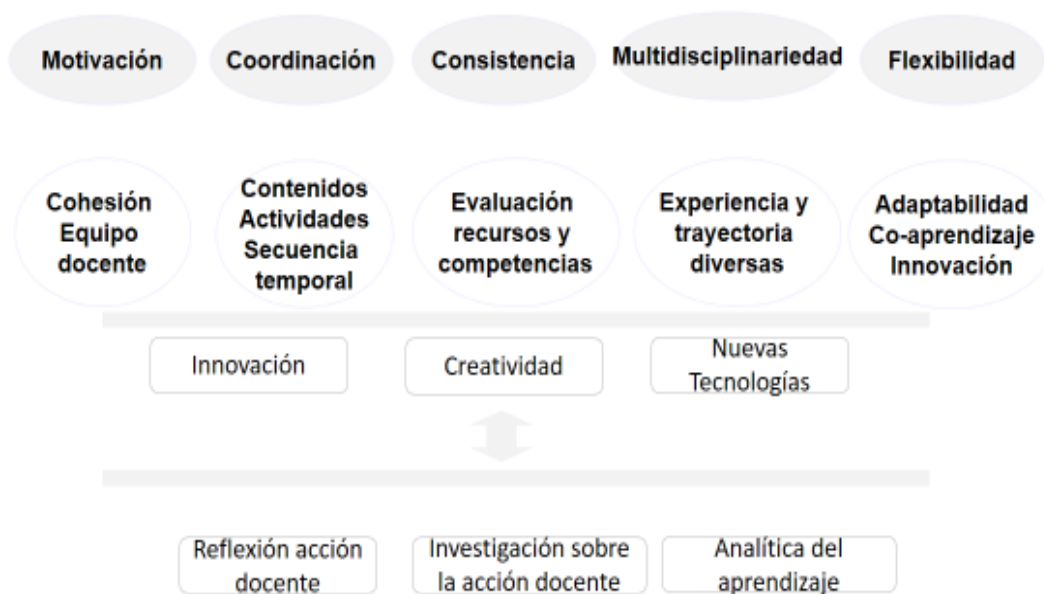 Motivación
Coordinación
Consistencia
Multidisciplinariedad
Flexibilidad
Cohesión
Equipo
docente
Contenidos
Actividades
Secuencia
temporal
Evaluación
recursos y
competencias
Experiencia y
trayectoria
diversas
Adaptabilidad
Co-aprendizaje
Innovación
Innovación
Creatividad
Nuevas
Tecnologías
Reflexión acción
docente
Investigación sobre
la acción docente
Analítica del
aprendizaje